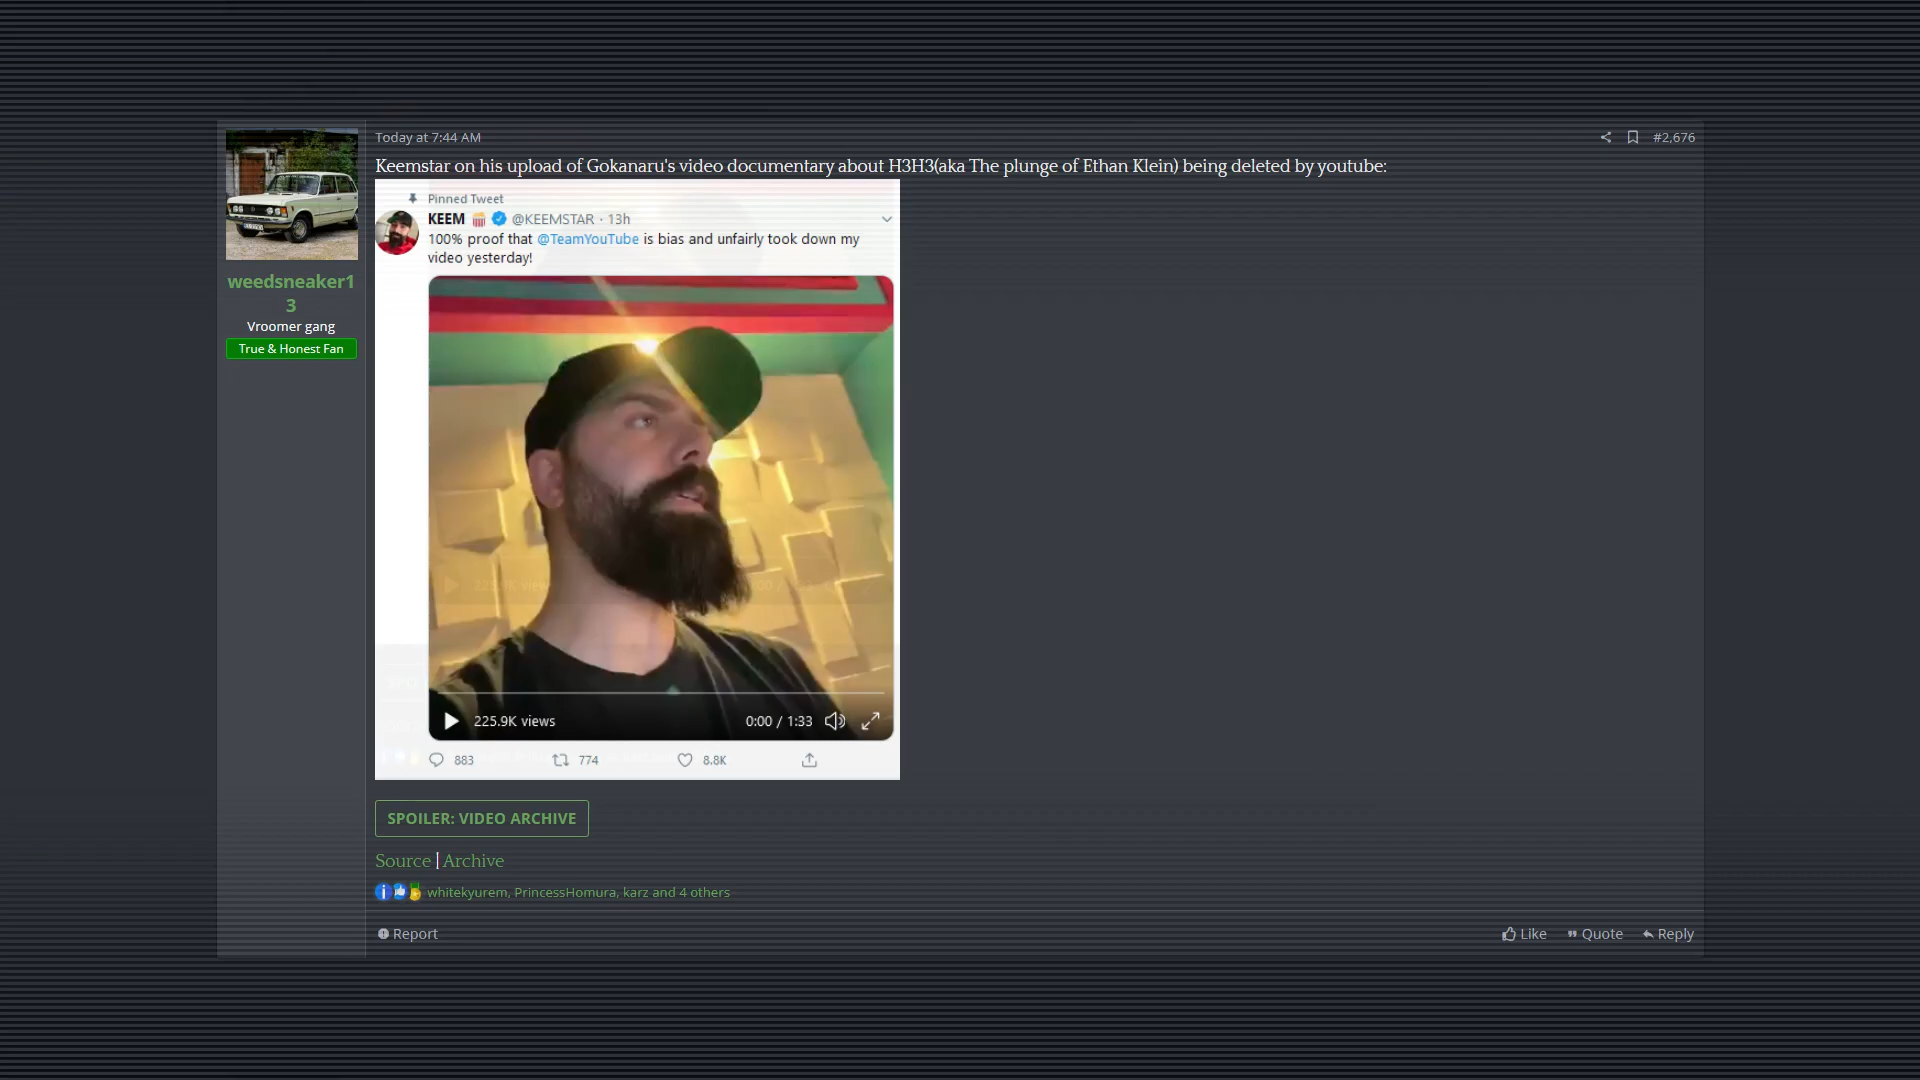 Today at 7:44 AM
#2,676
Keemstar on his upload of Gokanaru's video documentary about H3H3(aka The plunge of Ethan Klein) being deleted by youtube:
weedsneaker1
3
Vroomer gang
True & Honest Fan
Pinned Tweet
KEEM 🍿 @KEEMSTAR · 13h
100% proof that @TeamYouTube is bias and unfairly took down my
video yesterday!
225.9K views
0:00 / 1:33
883
774
8.8K
SPOILER: VIDEO ARCHIVE
Source | Archive
whitekyurem, PrincessHomura, karz and 4 others
Report
Like
Quote
Reply